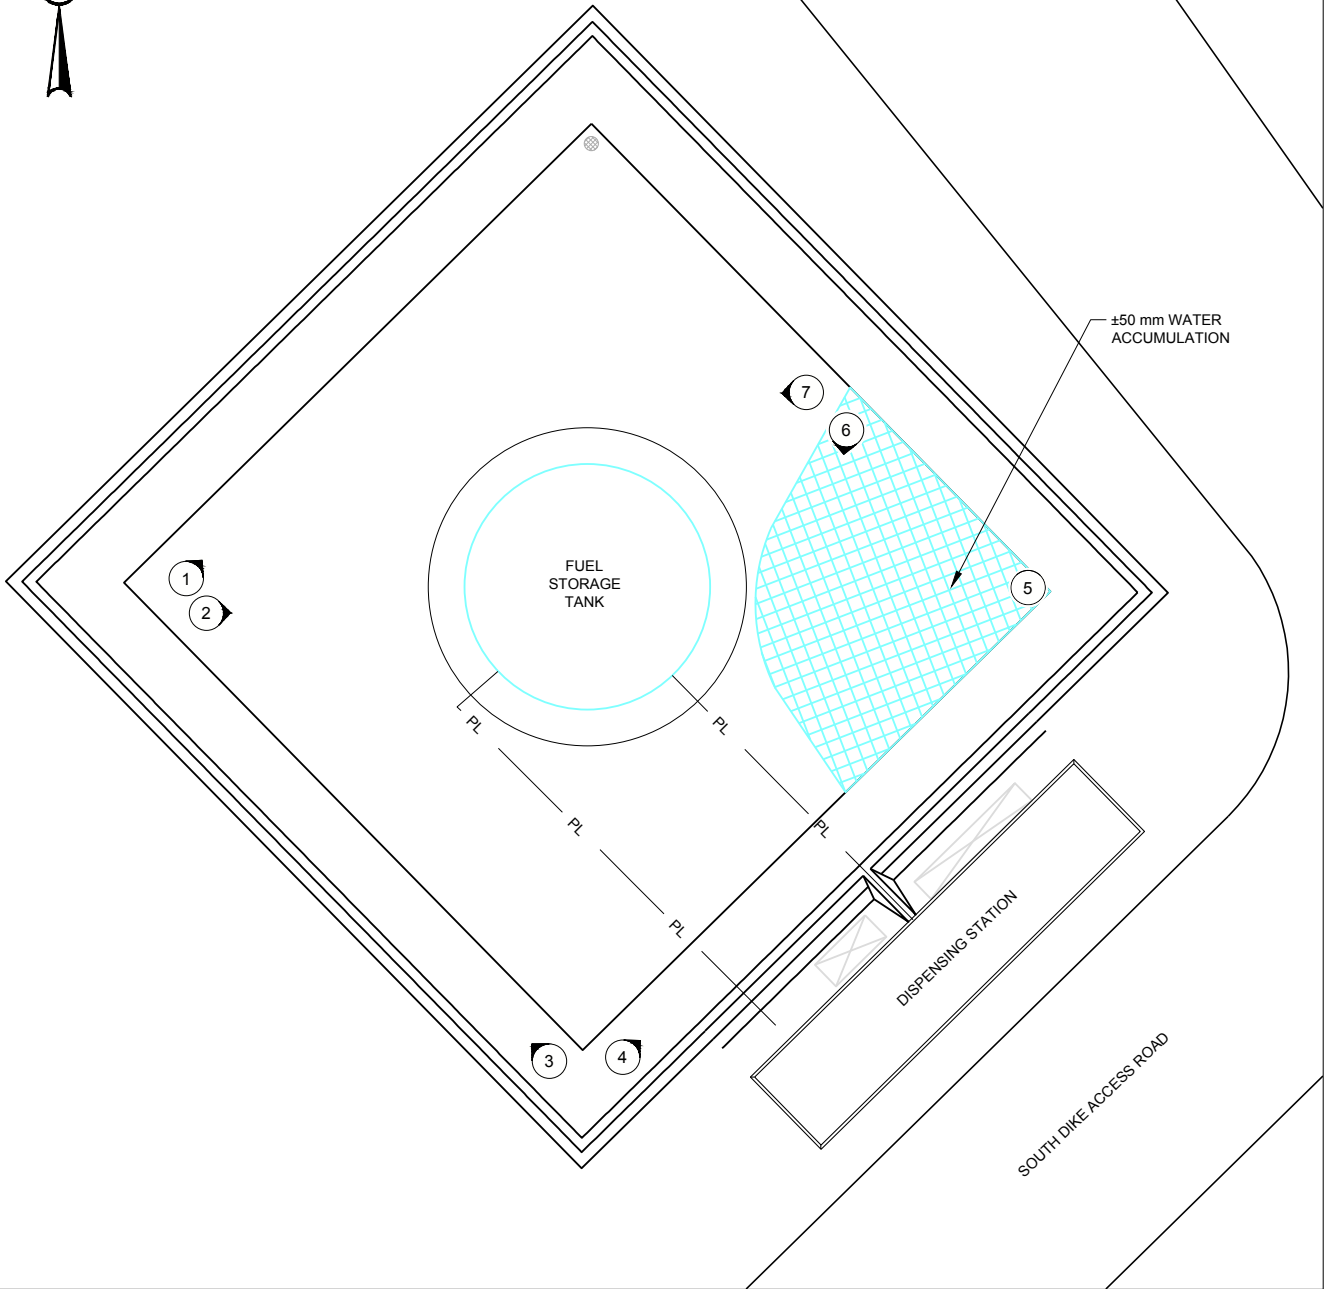 ±50 mm WATER
ACCUMULATION
7
6
FUEL
STORAGE
TANK
1
2
5
PL
PL
PL
PL
PL
DISPENSING STATION
3
4
SOUTH DIKE ACCESS ROAD